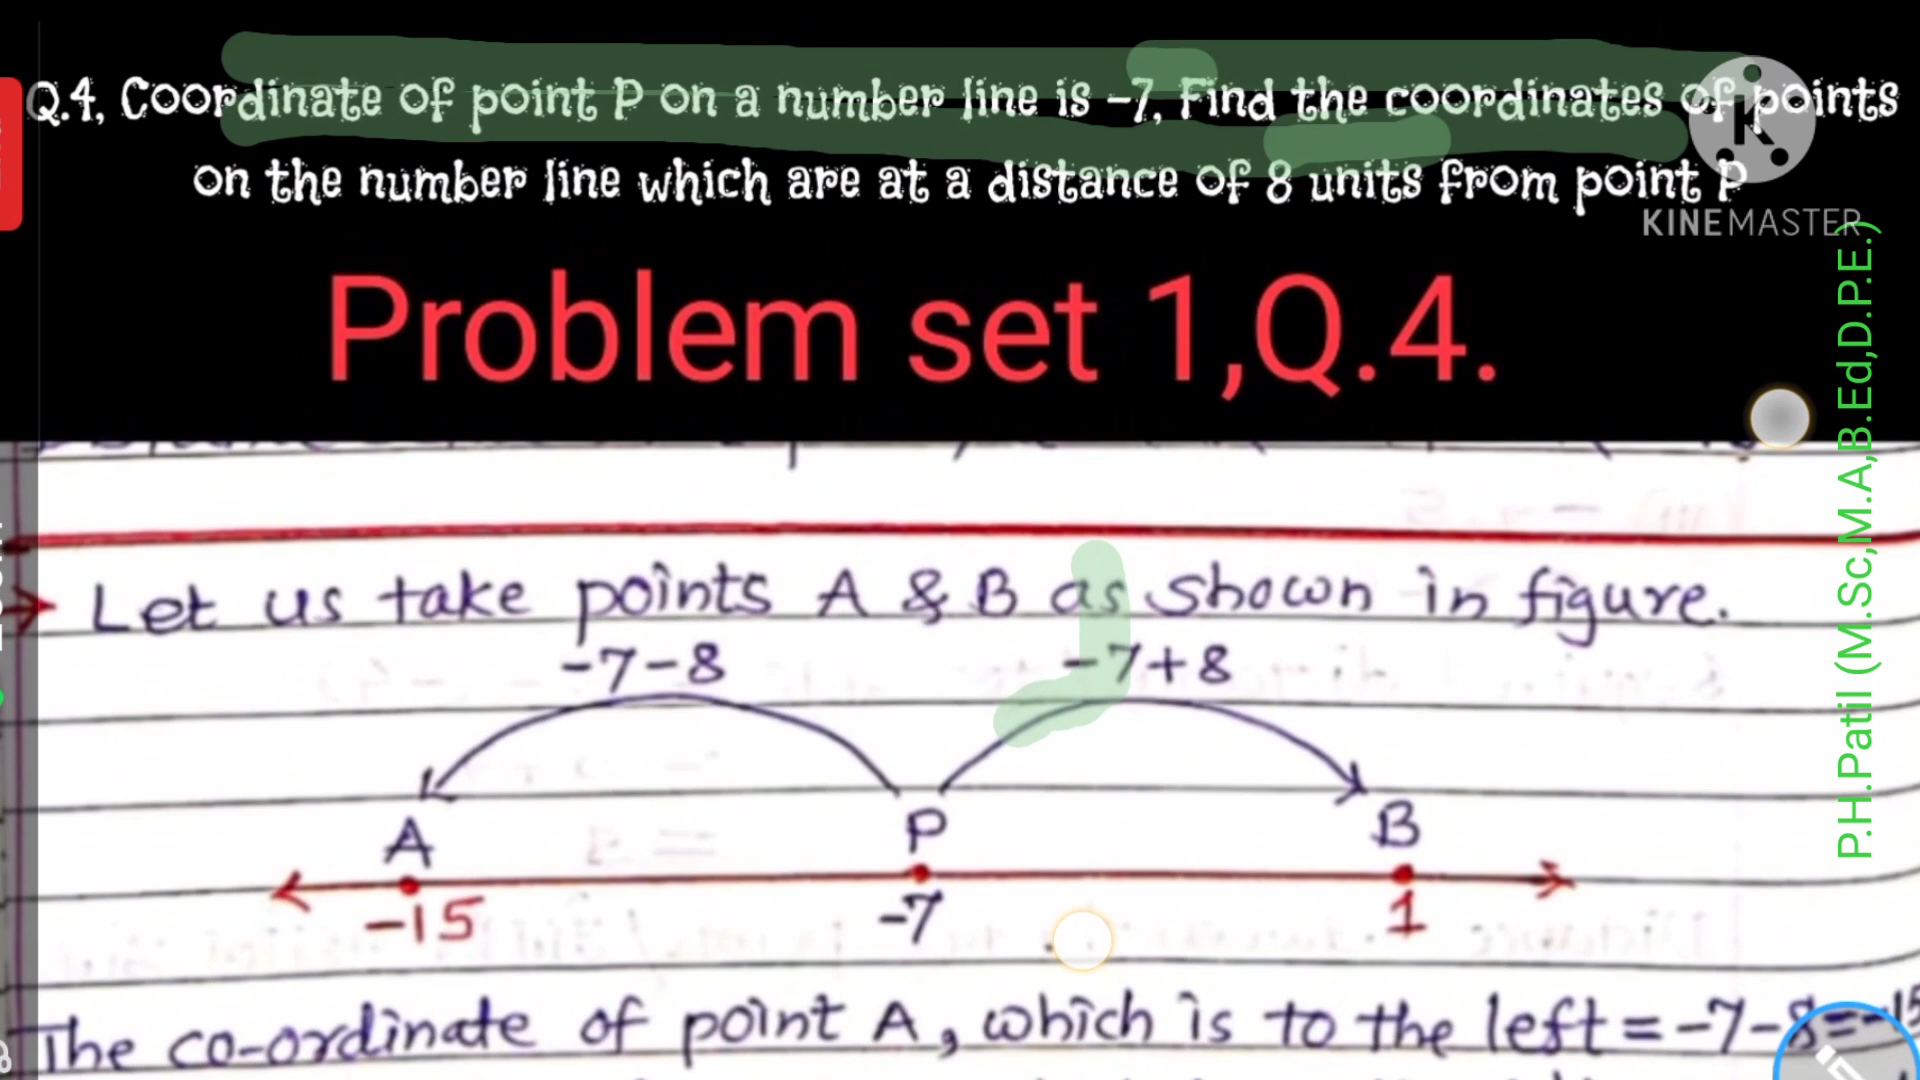 Q.4, Coordinate of point P on a number line is -7, Find the coordinates of points
on the number line which are at a distance of 8 units from point P
K
KINEMASTER
Problem set 1,Q.4.
P.H.Patil (M.Sc,M.A,B.Ed,D.P.E.)
Let us take points A & B as shown in figure.
-7-8 -7+8
A P B
-15 -7 1
The co-ordinate of point A, which is to the left = -7-8=-15